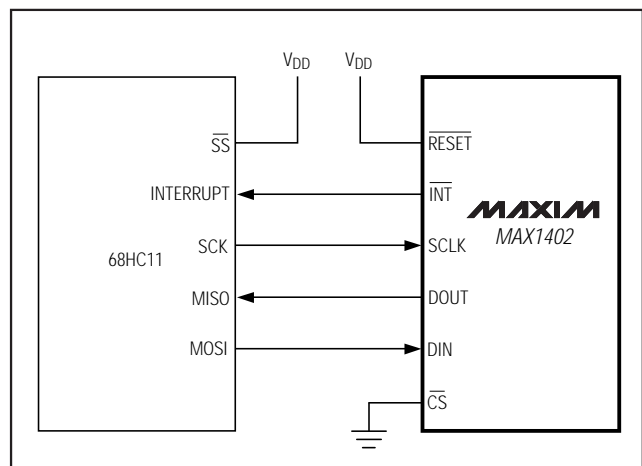 VDD VDD
SS RESET
INTERRUPT INT
MAXIM
MAX1402
68HC11
SCK SCLK
MISO DOUT
MOSI DIN
CS